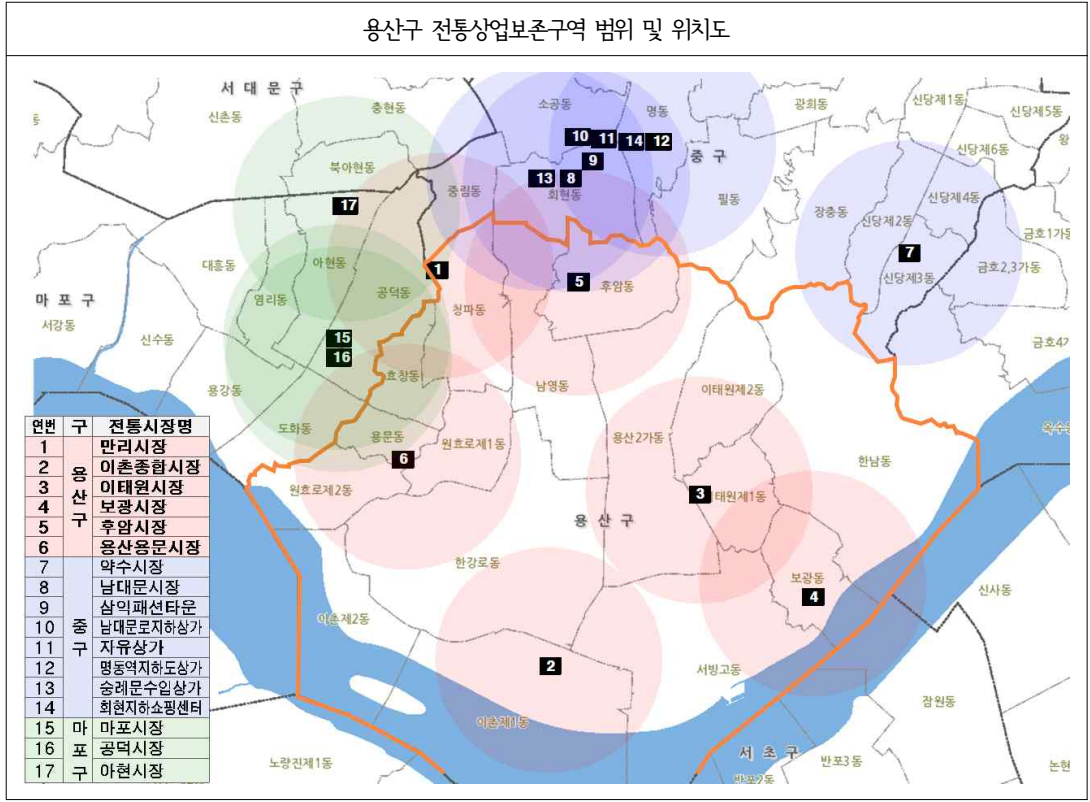 용산구 전통상업보존구역 범위 및 위치도
서대문구
충현동
소공동
명동
광희동
신당제1동
신당제5동
신촌동
10 11 14 12
신당제6동
북아현동
9
중구
중림동
13 8
회현동
필동
장충동
신당제4동
17
신당제2동
금호1가동
7
대흥동
아현동
1
신당제3동
금호2,3가동
공덕동
5
후암동
염리동
청파동
마포구
서강동
신수동
15
16
금호4가
효창동
용강동
남영동
이태원제2동
도화동
용문동
원효로제1동
용산2가동
옥수동
6
한남동
원효로제2동
3
이태원제1동
용산구
한강로동
보광동
4
신사동
이촌제2동
2
서빙고동
잠원동
이촌제1동
서초구
노량진제1동
반포3동
반포2동
논현
연번 구 전통시장명
용산구
1 만리시장
2 이촌종합시장
3 이태원시장
4 보광시장
5 후암시장
6 용산용문시장
중구
7 약수시장
8 남대문시장
9 삼익패션타운
10 남대문로지하상가
11 자유상가
12 명동역지하도상가
13 숭례문수입상가
14 회현지하쇼핑센터
마포구
15 마포시장
16 공덕시장
17 아현시장